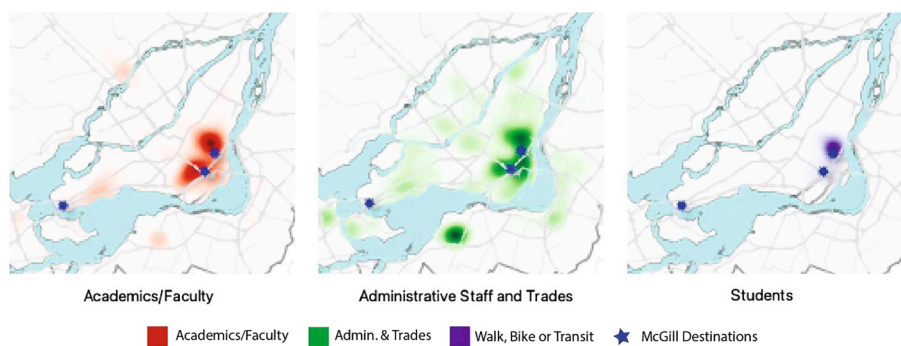 Academics/Faculty
Administrative Staff and Trades
Students
Academics/Faculty
Admin. & Trades
Walk, Bike or Transit
McGill Destinations